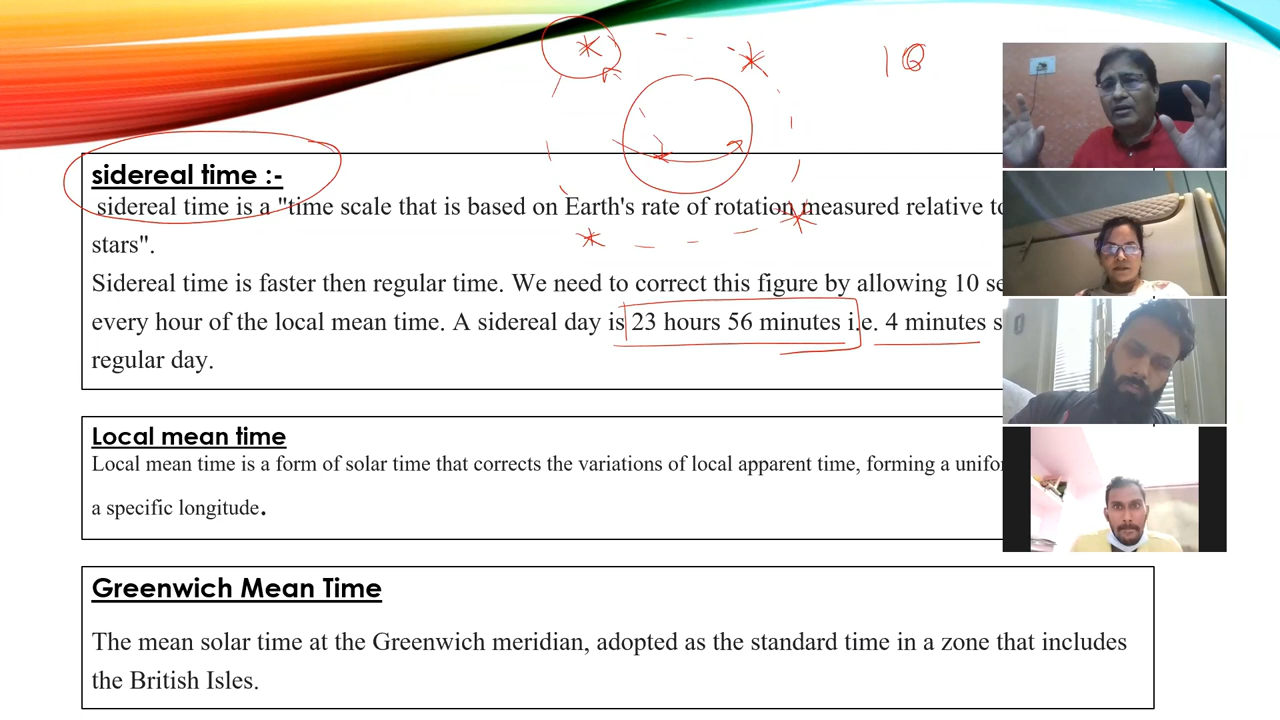 1Q
sidereal time :-
sidereal time is a "time scale that is based on Earth's rate of rotation measured relative to
stars".
Sidereal time is faster then regular time. We need to correct this figure by allowing 10 se
every hour of the local mean time. A sidereal day is 23 hours 56 minutes i.e. 4 minutes s
regular day.
Local mean time
Local mean time is a form of solar time that corrects the variations of local apparent time, forming a unifor
a specific longitude.
Greenwich Mean Time
The mean solar time at the Greenwich meridian, adopted as the standard time in a zone that includes
the British Isles.